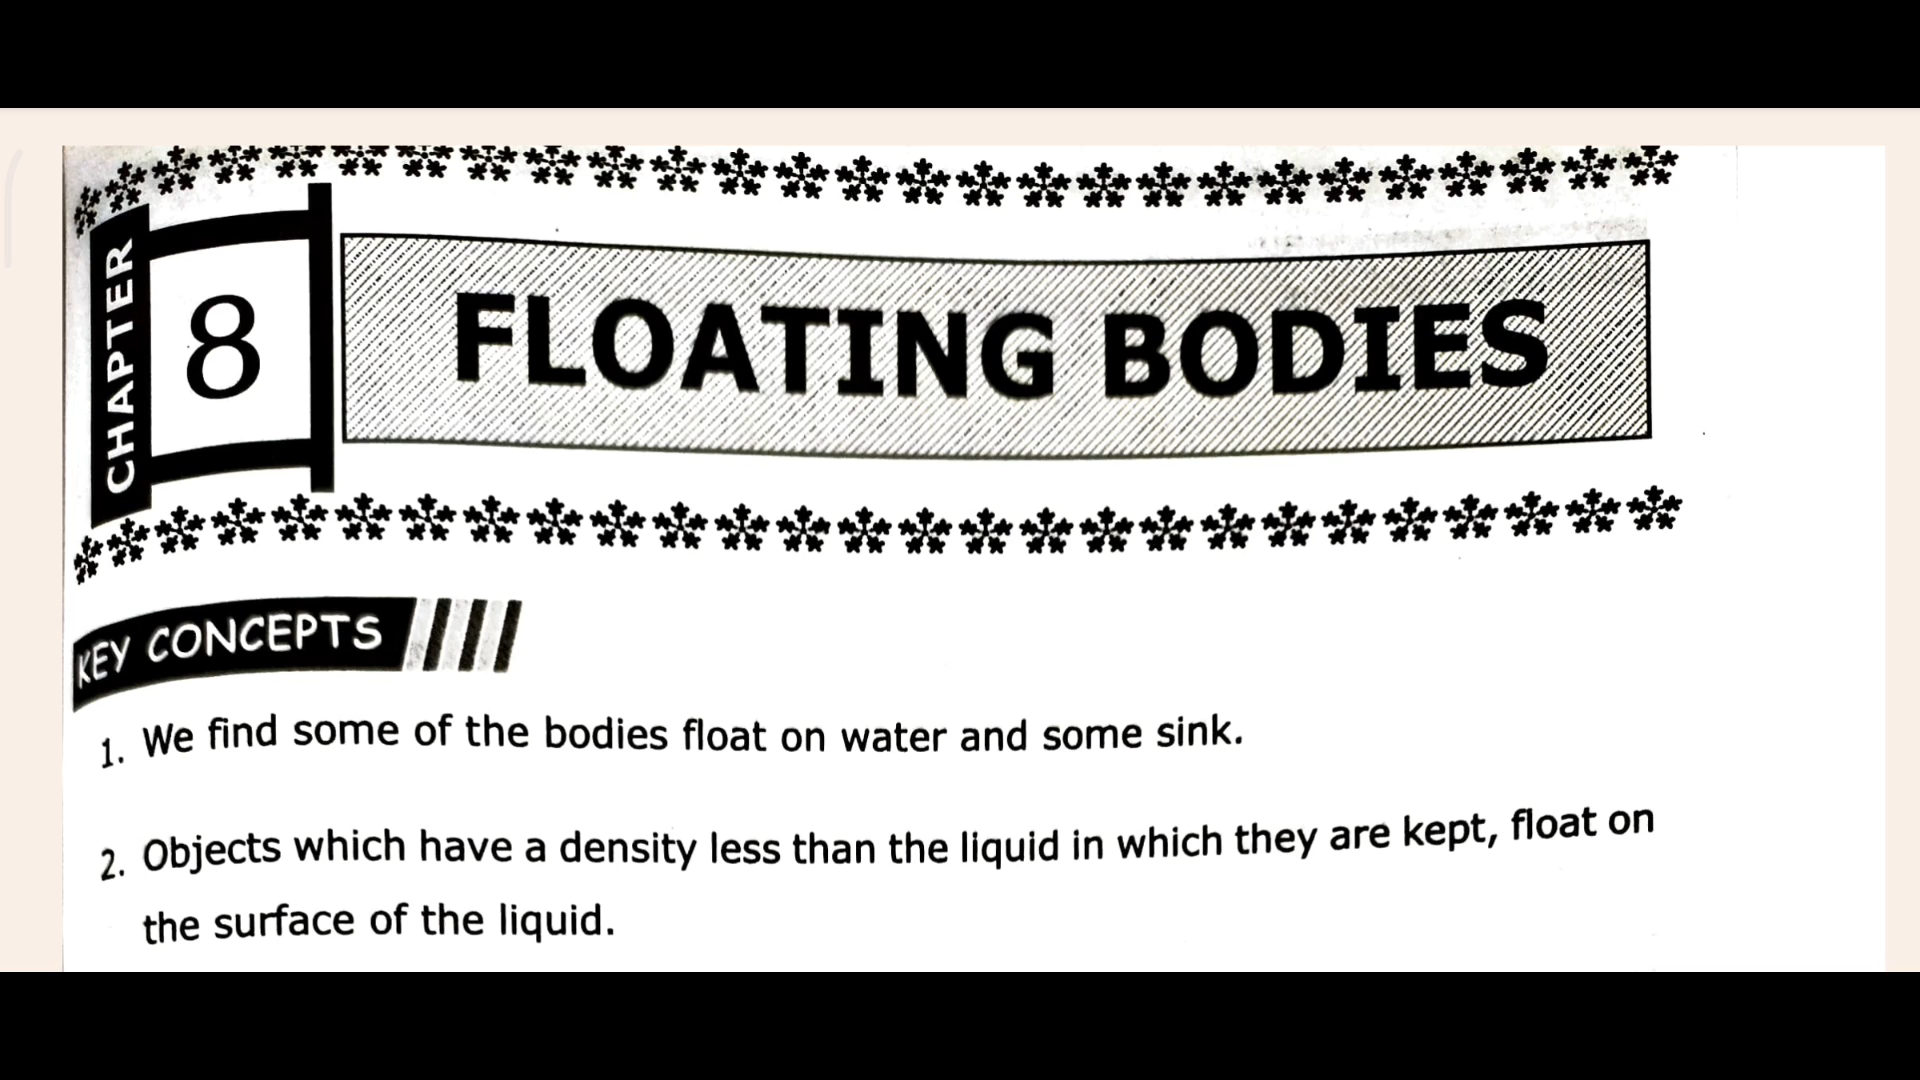 CHAPTER
8
FLOATING BODIES
KEY CONCEPTS
1. We find some of the bodies float on water and some sink.
2. Objects which have a density less than the liquid in which they are kept, float on
the surface of the liquid.